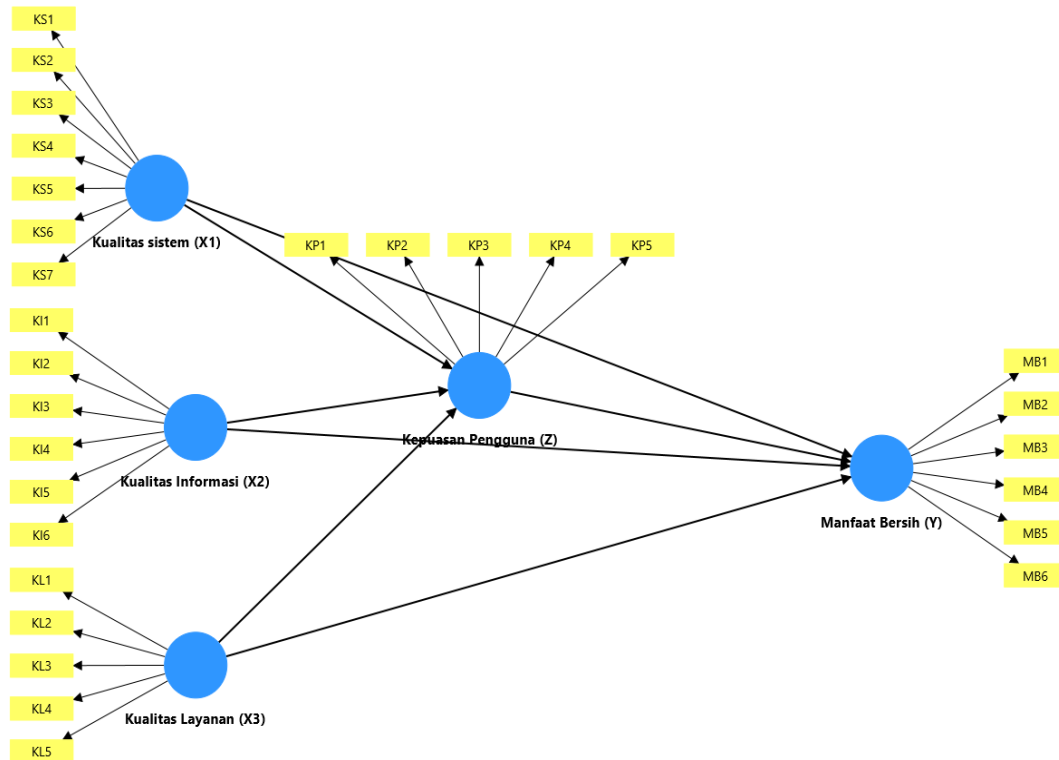 KS1
KS2
KS3
KS4
KS5
KS6
KS7
Kualitas sistem (X1)
KP1
KP2
KP3
KP4
KP5
Kepuasan Pengguna (Z)
KI1
KI2
KI3
KI4
KI5
KI6
Kualitas Informasi (X2)
MB1
MB2
MB3
MB4
MB5
MB6
Manfaat Bersih (Y)
KL1
KL2
KL3
KL4
KL5
Kualitas Layanan (X3)